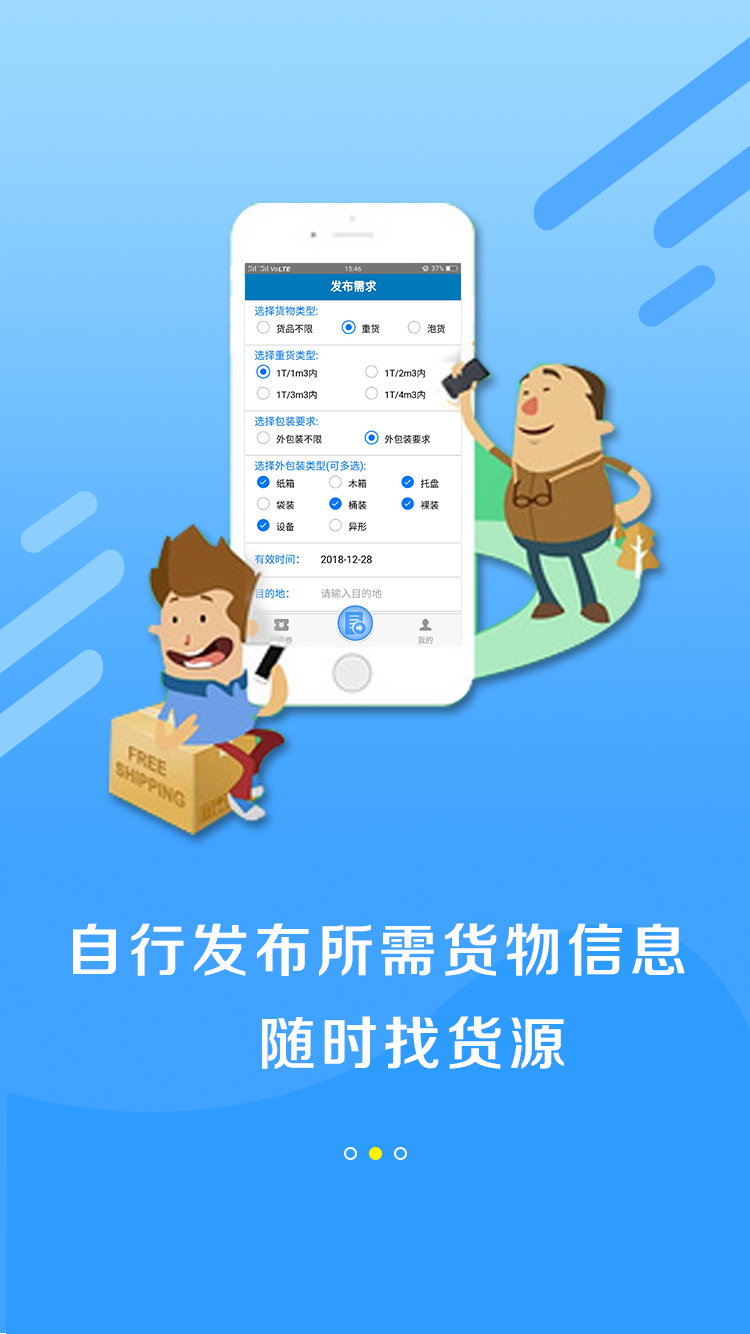 VoLTE 15:46 37%
发布需求
选择货物类型:
货品不限 重货 泡货
选择重货类型:
1T/1m3内 1T/2m3内
1T/3m3内 1T/4m3内
选择包装要求:
外包装不限 外包装要求
选择外包装类型(可多选):
纸箱 木箱 托盘
袋装 桶装 裸装
设备 异形
有效时间: 2018-12-28
目的地: 请输入目的地
券 我的
FREE
SHIPPING
自行发布所需货物信息
随时找货源